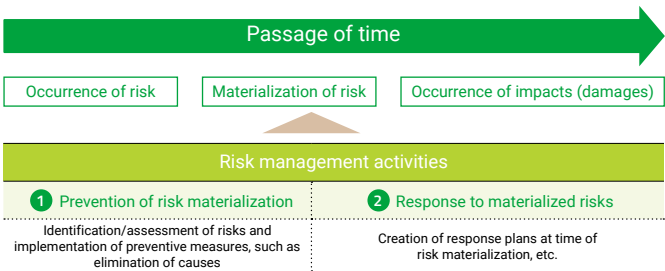 Passage of time
Occurrence of risk
Materialization of risk
Occurrence of impacts (damages)
Risk management activities
1 Prevention of risk materialization
2 Response to materialized risks
Identification/assessment of risks and
implementation of preventive measures, such as
elimination of causes
Creation of response plans at time of
risk materialization, etc.